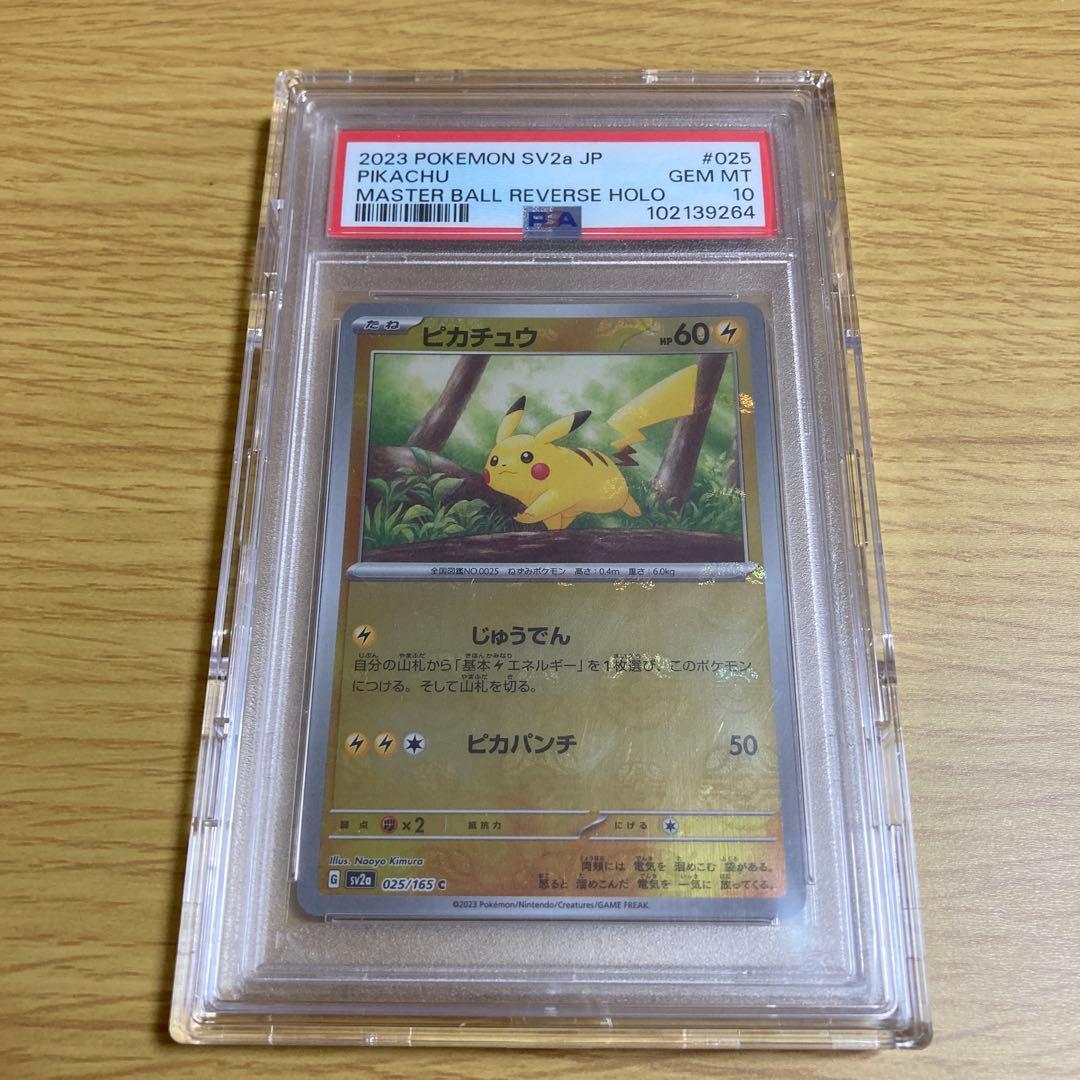 2023 POKEMON SV2a JP #025
PIKACHU GEM MT
MASTER BALL REVERSE HOLO 10
PSA 102139264
たね ピカチュウ HP60
全国図鑑NO.0025 ねずみポケモン 高さ:0.4m 重さ:6.0kg
じゅうでん
自分の山札から「基本エネルギー」を1枚選び、このポケモン
につける。そして山札を切る。
ピカパンチ 50
弱点 ×2 抵抗力 にげる
Illus. Naoyo Kimura
両頬には 電気を 溜めこむ 袋がある。
怒ると 溜めこんだ 電気を 一気に 放ってくる。
G sv2a 025/165 C
©2023 Pokémon/Nintendo/Creatures/GAME FREAK.